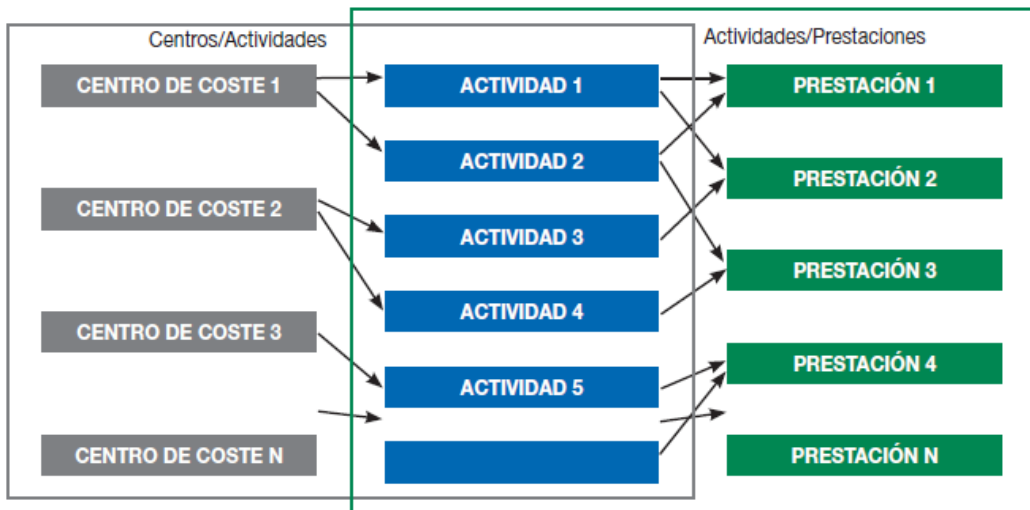 Centros/Actividades
Actividades/Prestaciones
CENTRO DE COSTE 1
ACTIVIDAD 1
PRESTACIÓN 1
ACTIVIDAD 2
PRESTACIÓN 2
CENTRO DE COSTE 2
ACTIVIDAD 3
PRESTACIÓN 3
ACTIVIDAD 4
CENTRO DE COSTE 3
PRESTACIÓN 4
ACTIVIDAD 5
CENTRO DE COSTE N
PRESTACIÓN N